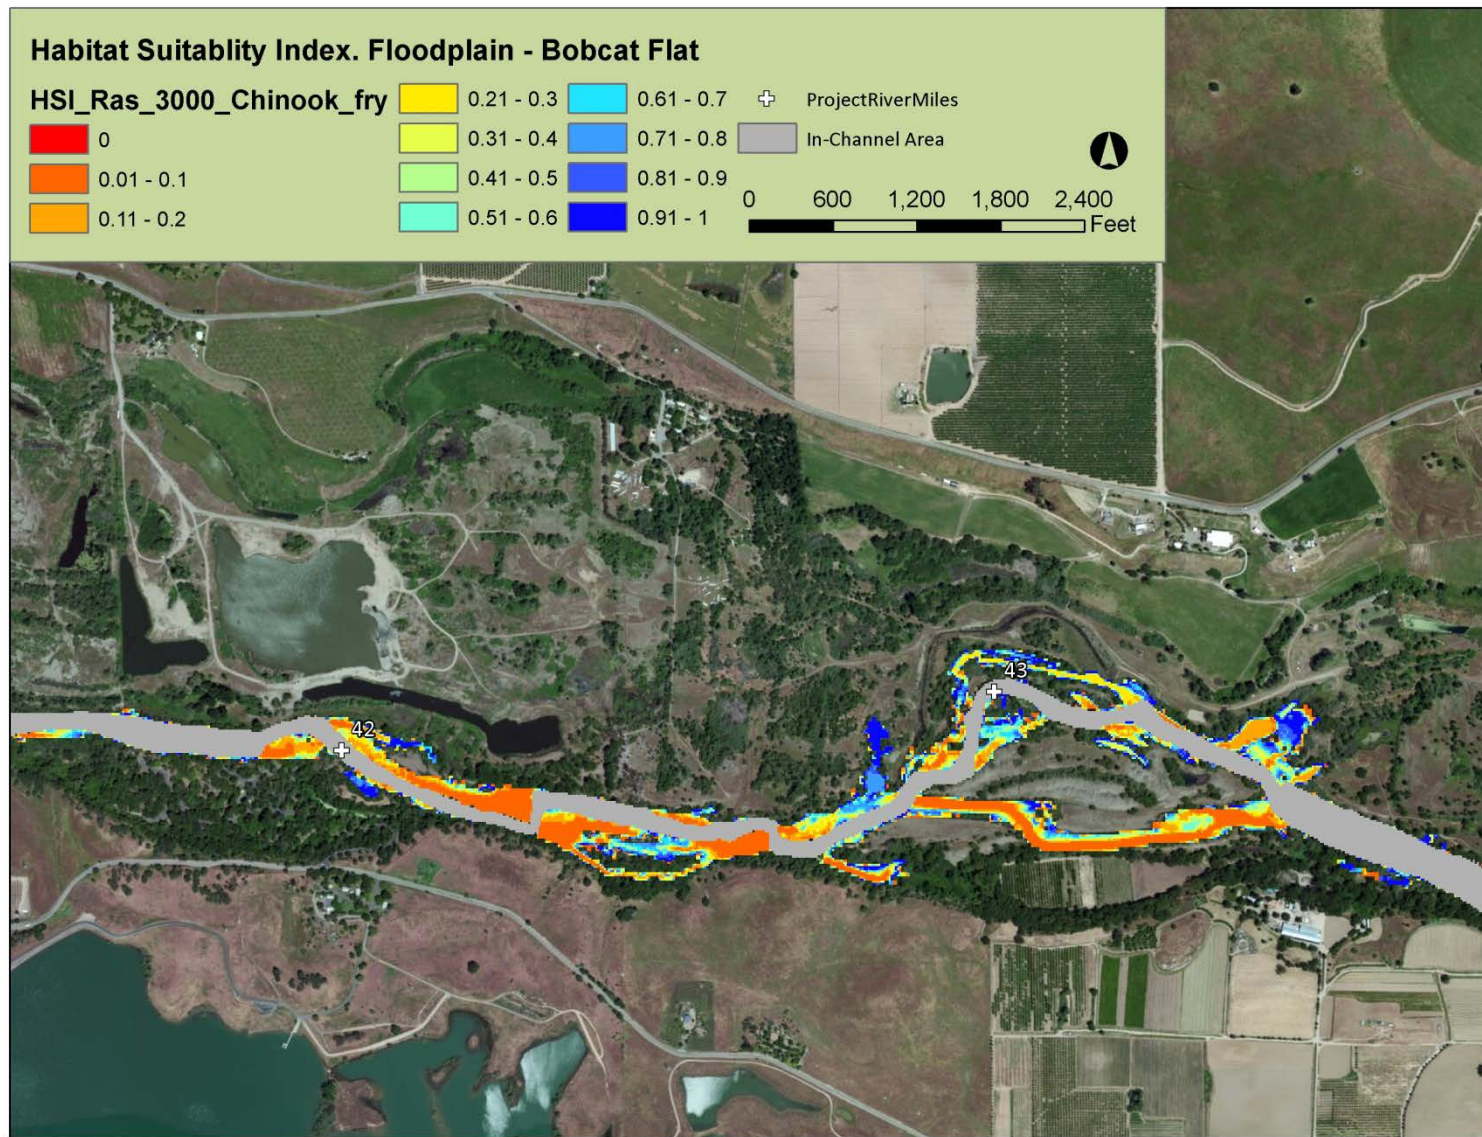 Habitat Suitablity Index. Floodplain - Bobcat Flat
HSI_Ras_3000_Chinook_fry
0
0.01 - 0.1
0.11 - 0.2
0.21 - 0.3
0.31 - 0.4
0.41 - 0.5
0.51 - 0.6
0.61 - 0.7
0.71 - 0.8
0.81 - 0.9
0.91 - 1
ProjectRiverMiles
In-Channel Area
0 600 1,200 1,800 2,400
Feet
43
42